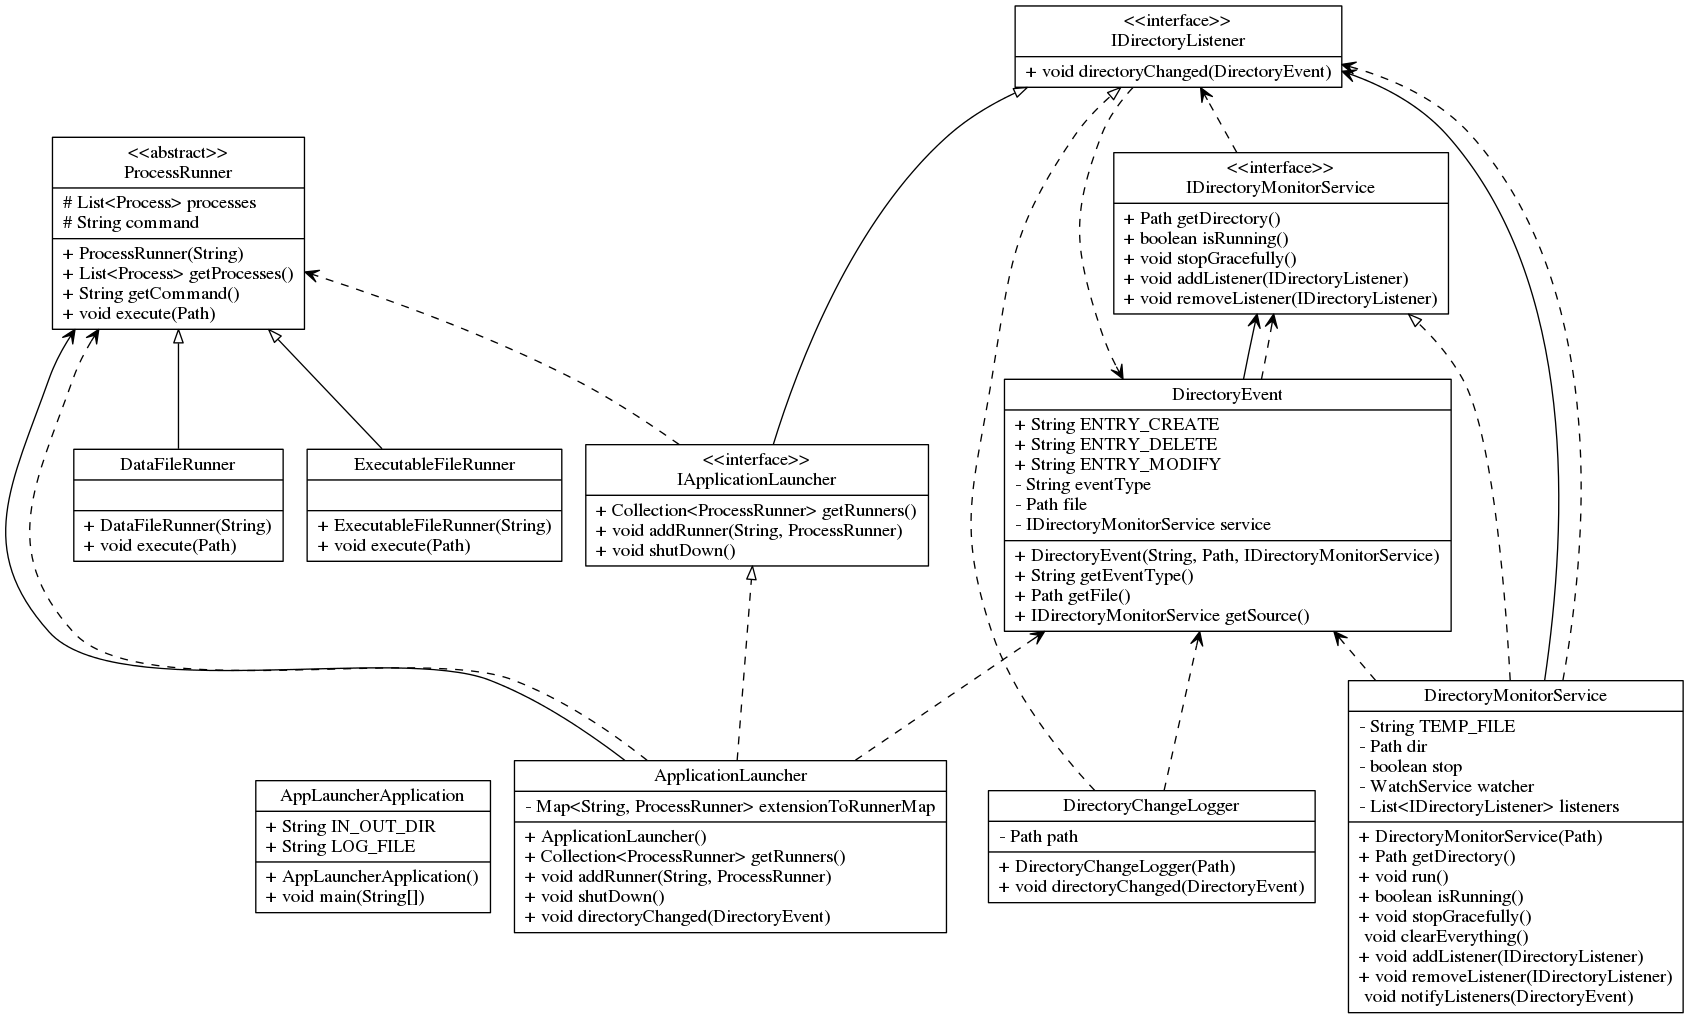 <<interface>>
IDirectoryListener
+ void directoryChanged(DirectoryEvent)
<<abstract>>
ProcessRunner
# List<Process> processes
# String command
+ ProcessRunner(String)
+ List<Process> getProcesses()
+ String getCommand()
+ void execute(Path)
<<interface>>
IDirectoryMonitorService
+ Path getDirectory()
+ boolean isRunning()
+ void stopGracefully()
+ void addListener(IDirectoryListener)
+ void removeListener(IDirectoryListener)
DataFileRunner
+ DataFileRunner(String)
+ void execute(Path)
ExecutableFileRunner
+ ExecutableFileRunner(String)
+ void execute(Path)
<<interface>>
IApplicationLauncher
+ Collection<ProcessRunner> getRunners()
+ void addRunner(String, ProcessRunner)
+ void shutDown()
DirectoryEvent
+ String ENTRY_CREATE
+ String ENTRY_DELETE
+ String ENTRY_MODIFY
- String eventType
- Path file
- IDirectoryMonitorService service
+ DirectoryEvent(String, Path, IDirectoryMonitorService)
+ String getEventType()
+ Path getFile()
+ IDirectoryMonitorService getSource()
AppLauncherApplication
+ String IN_OUT_DIR
+ String LOG_FILE
+ AppLauncherApplication()
+ void main(String[])
ApplicationLauncher
- Map<String, ProcessRunner> extensionToRunnerMap
+ ApplicationLauncher()
+ Collection<ProcessRunner> getRunners()
+ void addRunner(String, ProcessRunner)
+ void shutDown()
+ void directoryChanged(DirectoryEvent)
DirectoryChangeLogger
- Path path
+ DirectoryChangeLogger(Path)
+ void directoryChanged(DirectoryEvent)
DirectoryMonitorService
- String TEMP_FILE
- Path dir
- boolean stop
- WatchService watcher
- List<IDirectoryListener> listeners
+ DirectoryMonitorService(Path)
+ Path getDirectory()
+ void run()
+ boolean isRunning()
+ void stopGracefully()
void clearEverything()
+ void addListener(IDirectoryListener)
+ void removeListener(IDirectoryListener)
void notifyListeners(DirectoryEvent)